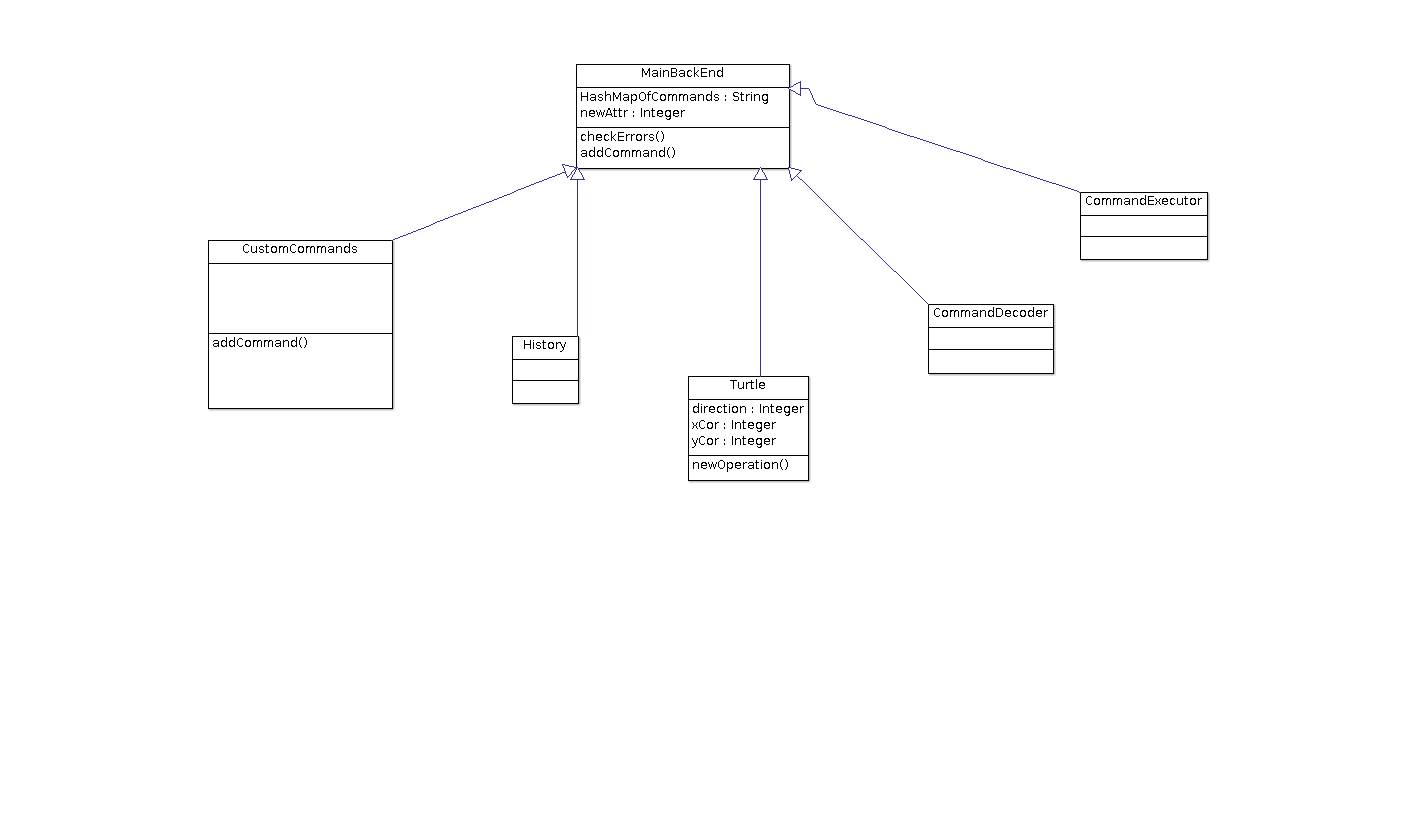 MainBackEnd
HashMapOfCommands : String
newAttr : Integer
checkErrors()
addCommand()
CommandExecutor
CustomCommands
addCommand()
CommandDecoder
History
Turtle
direction : Integer
xCor : Integer
yCor : Integer
newOperation()